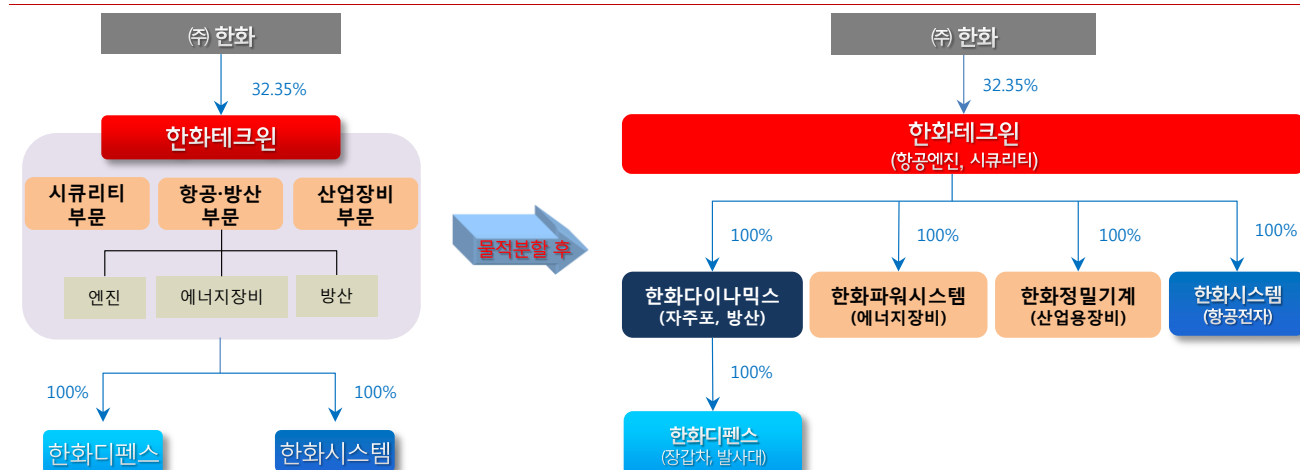 ㈜ 한화
32.35%
한화테크윈
시큐리티
부문
항공·방산
부문
산업장비
부문
엔진
에너지장비
방산
100%
100%
한화디펜스
한화시스템
물적분할 후
㈜ 한화
32.35%
한화테크윈
(항공엔진, 시큐리티)
100%
100%
100%
100%
한화다이나믹스
(자주포, 방산)
한화파워시스템
(에너지장비)
한화정밀기계
(산업용장비)
한화시스템
(항공전자)
100%
한화디펜스
(장갑차, 발사대)